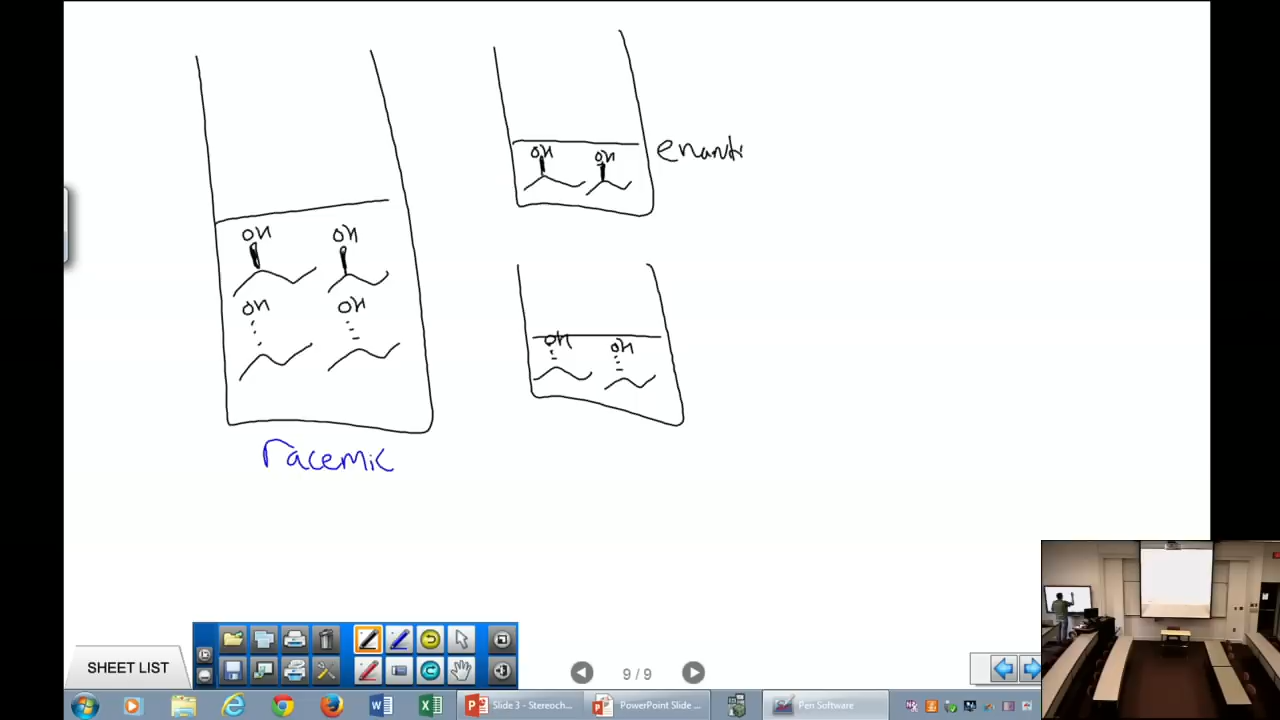 OH OH
enanti
OH OH
OH OH
OH OH
racemic
SHEET LIST
9 / 9
Slide 3 - Stereoch...
PowerPoint Slide ...
Pen Software